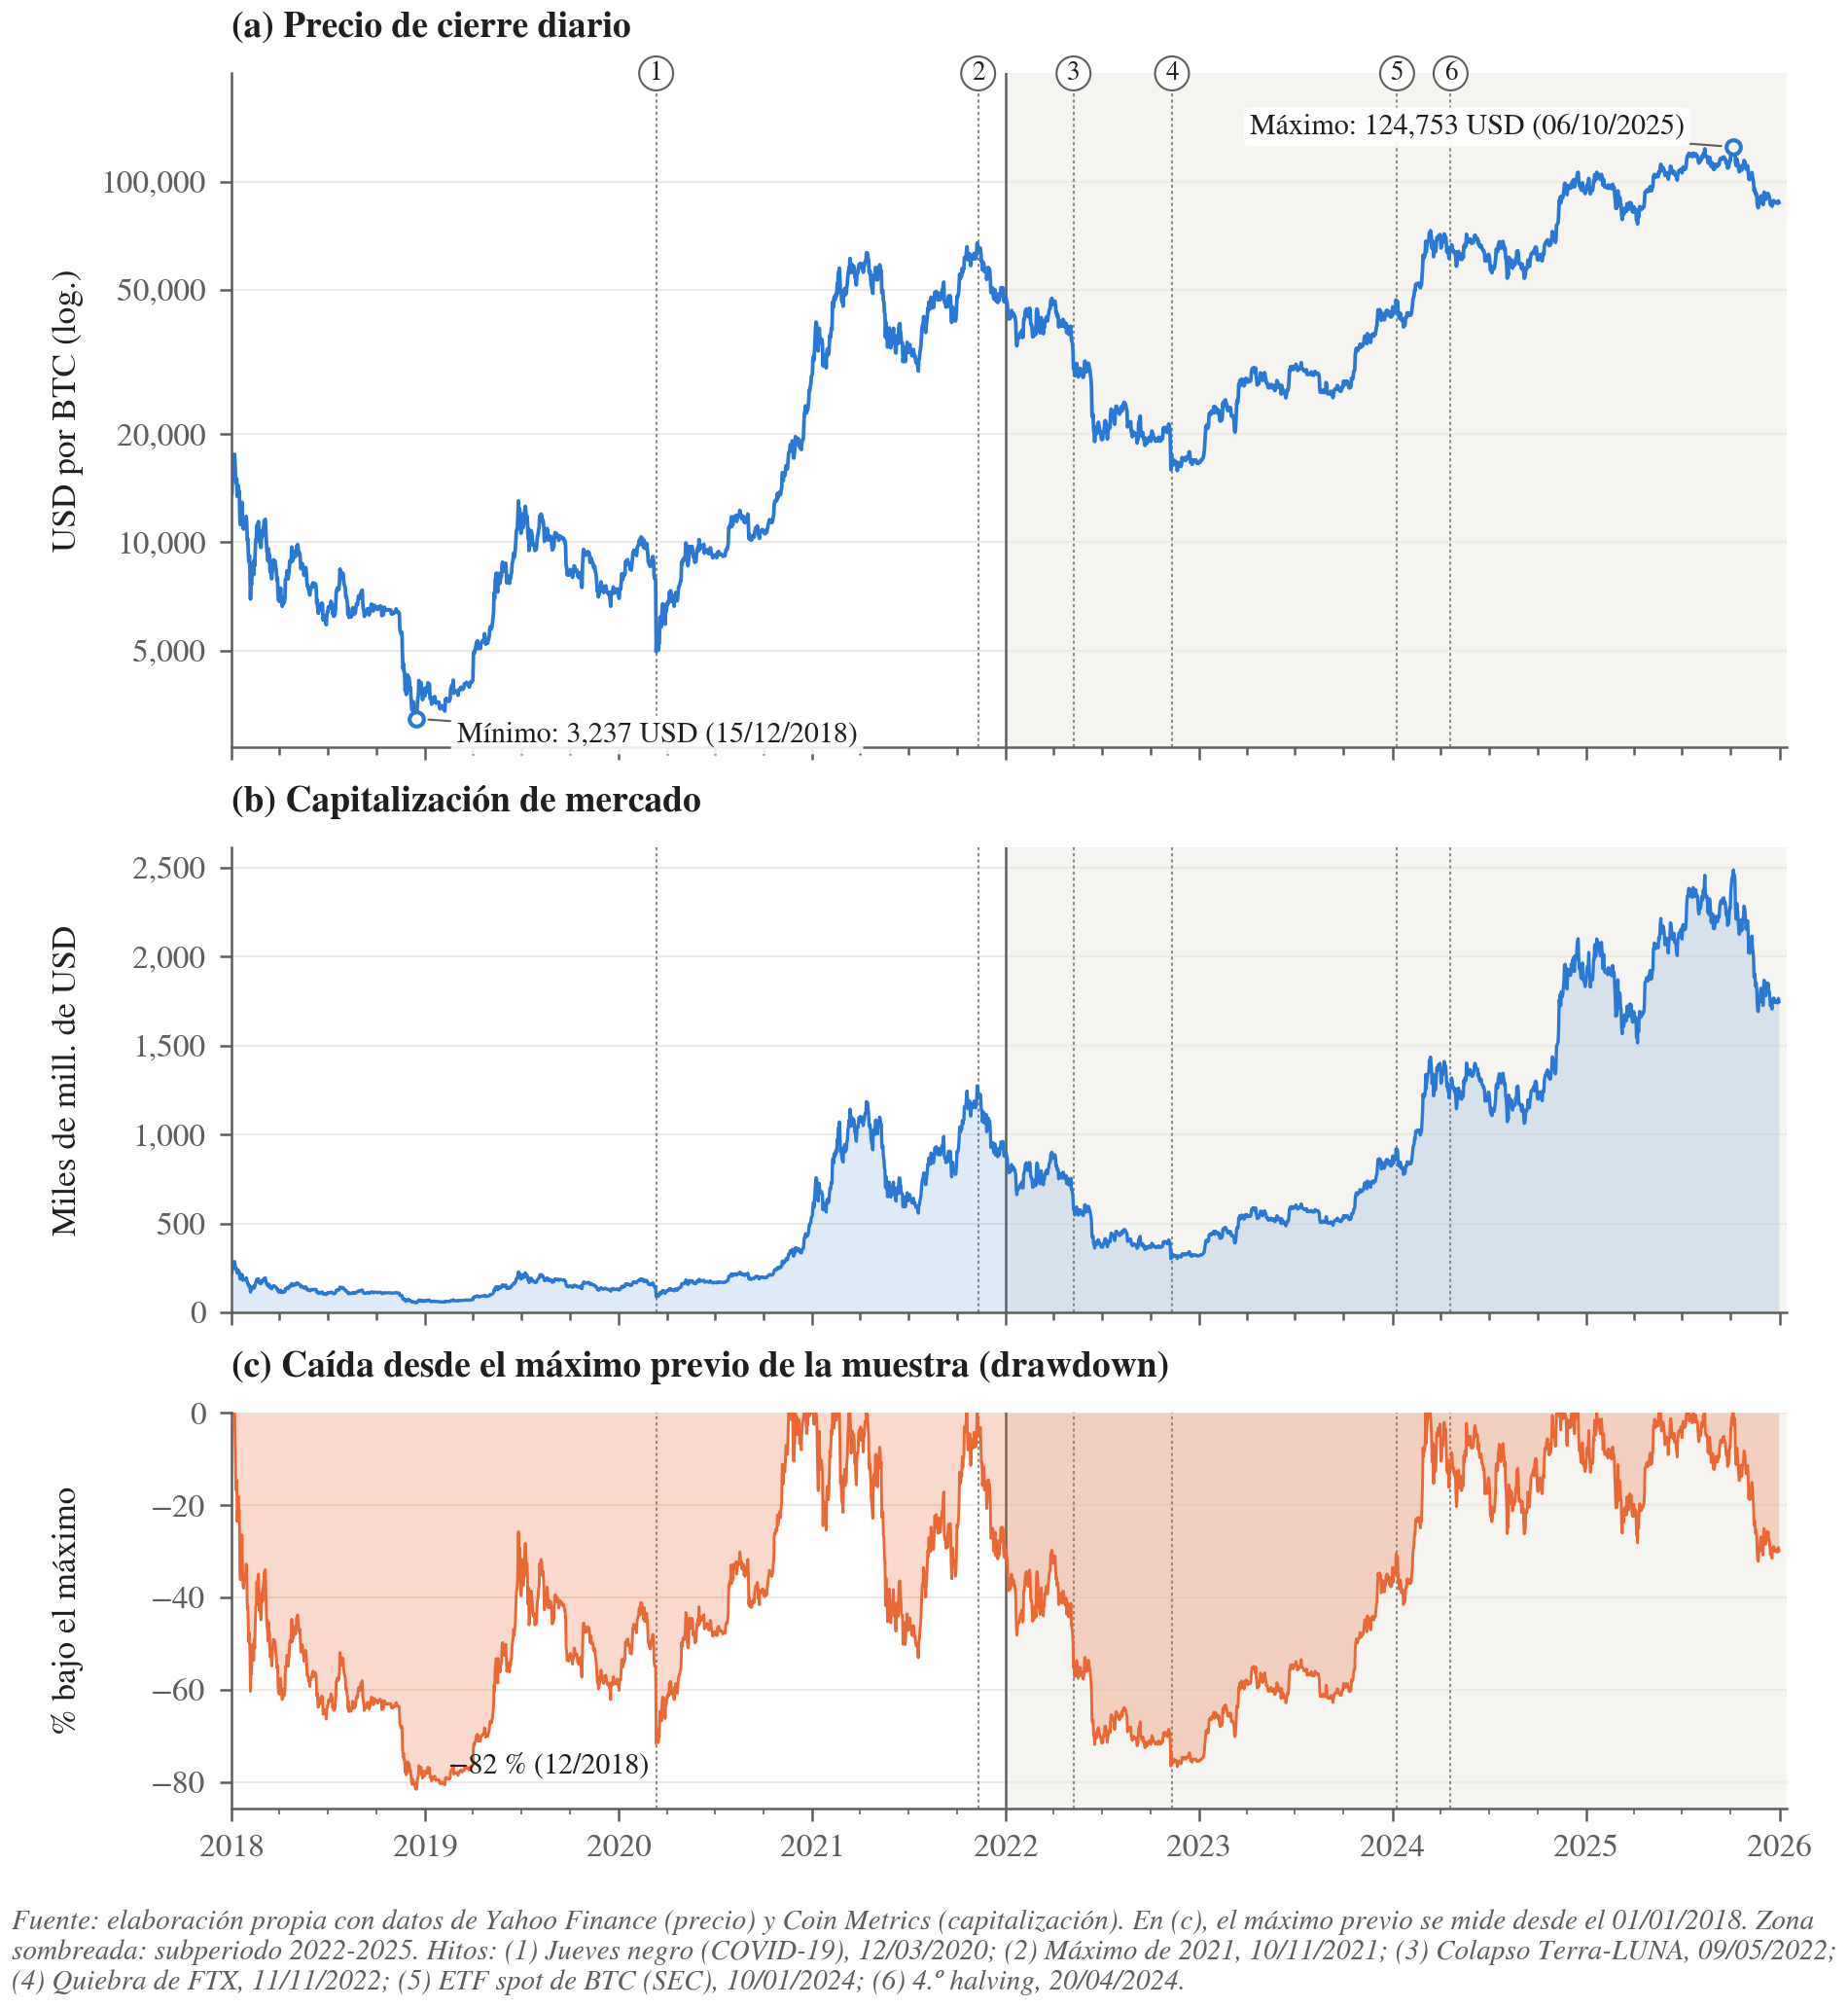 (a) Precio de cierre diario
1
2
3
4
5
6
Máximo: 124,753 USD (06/10/2025)
100,000
50,000
20,000
10,000
5,000
USD por BTC (log.)
Mínimo: 3,237 USD (15/12/2018)
(b) Capitalización de mercado
2,500
2,000
1,500
1,000
500
0
Miles de mill. de USD
(c) Caída desde el máximo previo de la muestra (drawdown)
0
−20
−40
−60
−80
% bajo el máximo
−82 % (12/2018)
2018
2019
2020
2021
2022
2023
2024
2025
2026
Fuente: elaboración propia con datos de Yahoo Finance (precio) y Coin Metrics (capitalización). En (c), el máximo previo se mide desde el 01/01/2018. Zona
sombreada: subperiodo 2022-2025. Hitos: (1) Jueves negro (COVID-19), 12/03/2020; (2) Máximo de 2021, 10/11/2021; (3) Colapso Terra-LUNA, 09/05/2022;
(4) Quiebra de FTX, 11/11/2022; (5) ETF spot de BTC (SEC), 10/01/2024; (6) 4.º halving, 20/04/2024.